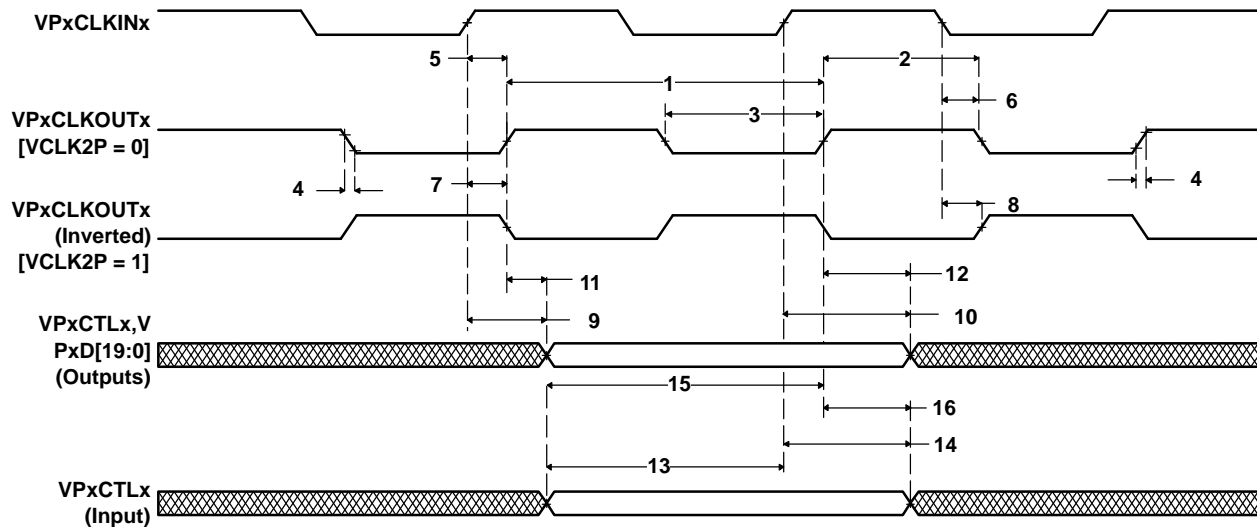 VPxCLKINx
5
2
1
6
VPxCLKOUTx
[VCLK2P = 0]
3
4
7
4
VPxCLKOUTx
(Inverted)
[VCLK2P = 1]
8
11
12
VPxCTLx,V
PxD[19:0]
(Outputs)
9
10
15
16
14
13
VPxCTLx
(Input)